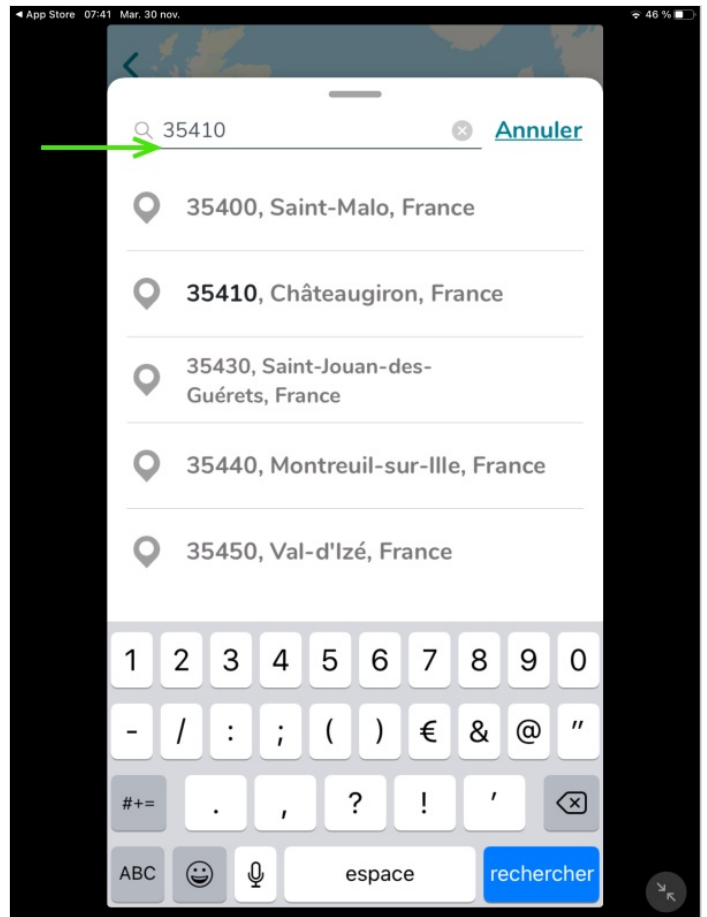 App Store 07:41 Mar. 30 nov. 46 %
35410 Annuler
35400, Saint-Malo, France
35410, Châteaugiron, France
35430, Saint-Jouan-des-
Guérets, France
35440, Montreuil-sur-Ille, France
35450, Val-d'Izé, France
1 2 3 4 5 6 7 8 9 0
- / : ; ( ) € & @ "
#+= . , ? ! '
ABC espace rechercher